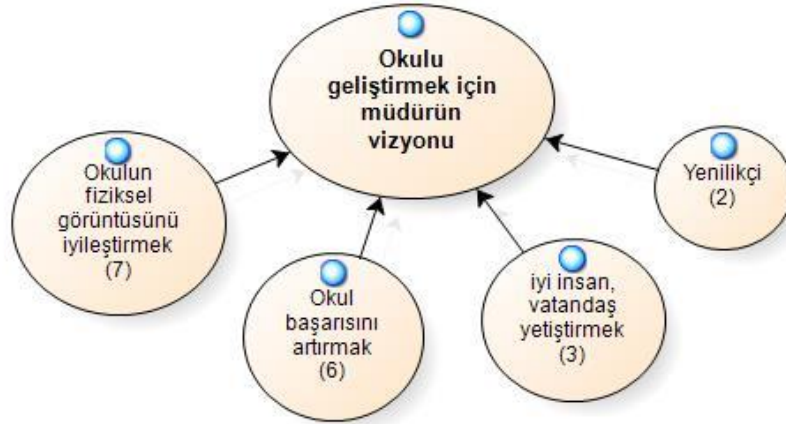 Okulu
geliştirmek için
müdürün
vizyonu
Okulun
fiziksel
görüntüsünü
iyileştirmek
(7)
Okul
başarısını
artırmak
(6)
iyi insan,
vatandaş
yetiştirmek
(3)
Yenilikçi
(2)